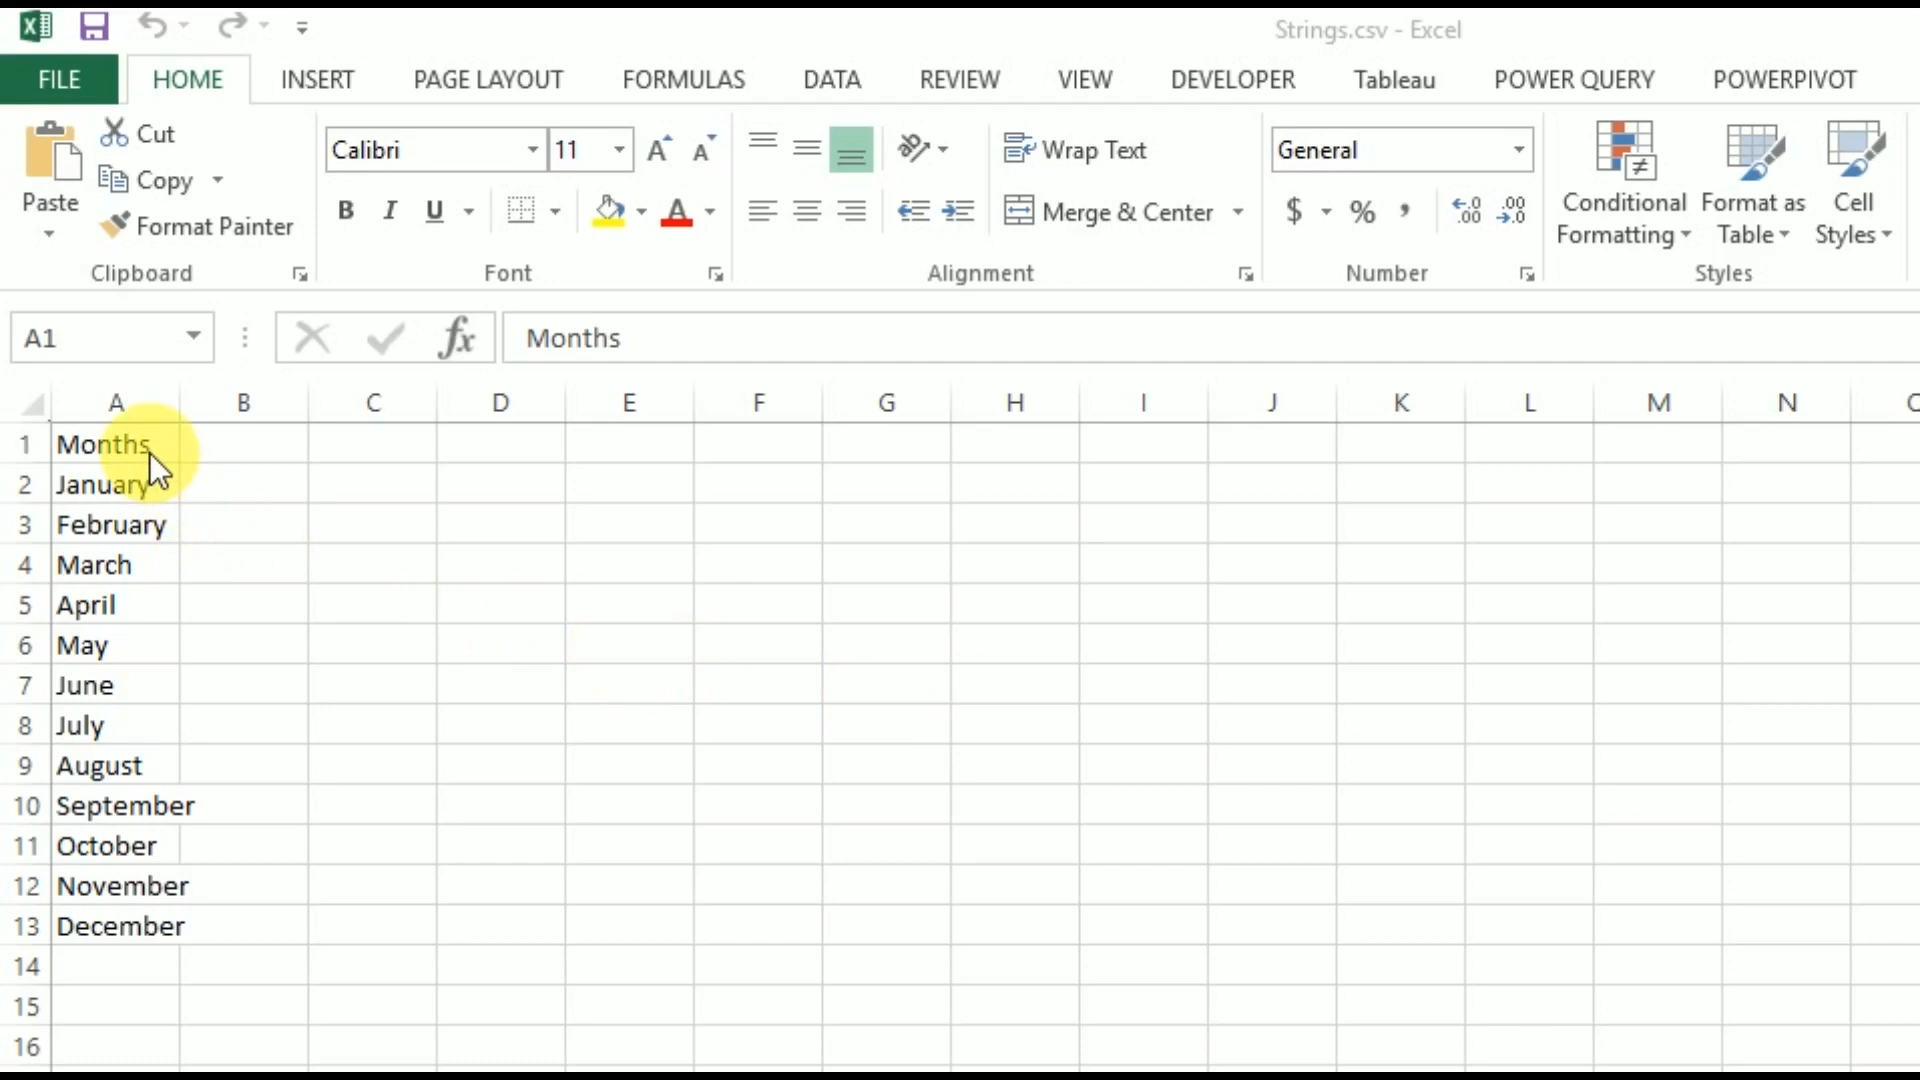 Strings.csv - Excel
FILE HOME INSERT PAGE LAYOUT FORMULAS DATA REVIEW VIEW DEVELOPER Tableau POWER QUERY POWERPIVOT
Paste
Cut
Copy
Format Painter
Clipboard
Calibri 11
B I U
Font
Wrap Text
Merge & Center
Alignment
General
$ % ,
Number
Conditional Formatting
Format as Table
Cell Styles
Styles
A1 fx Months
A B C D E F G H I J K L M N
1 Months
2 January
3 February
4 March
5 April
6 May
7 June
8 July
9 August
10 September
11 October
12 November
13 December
14
15
16